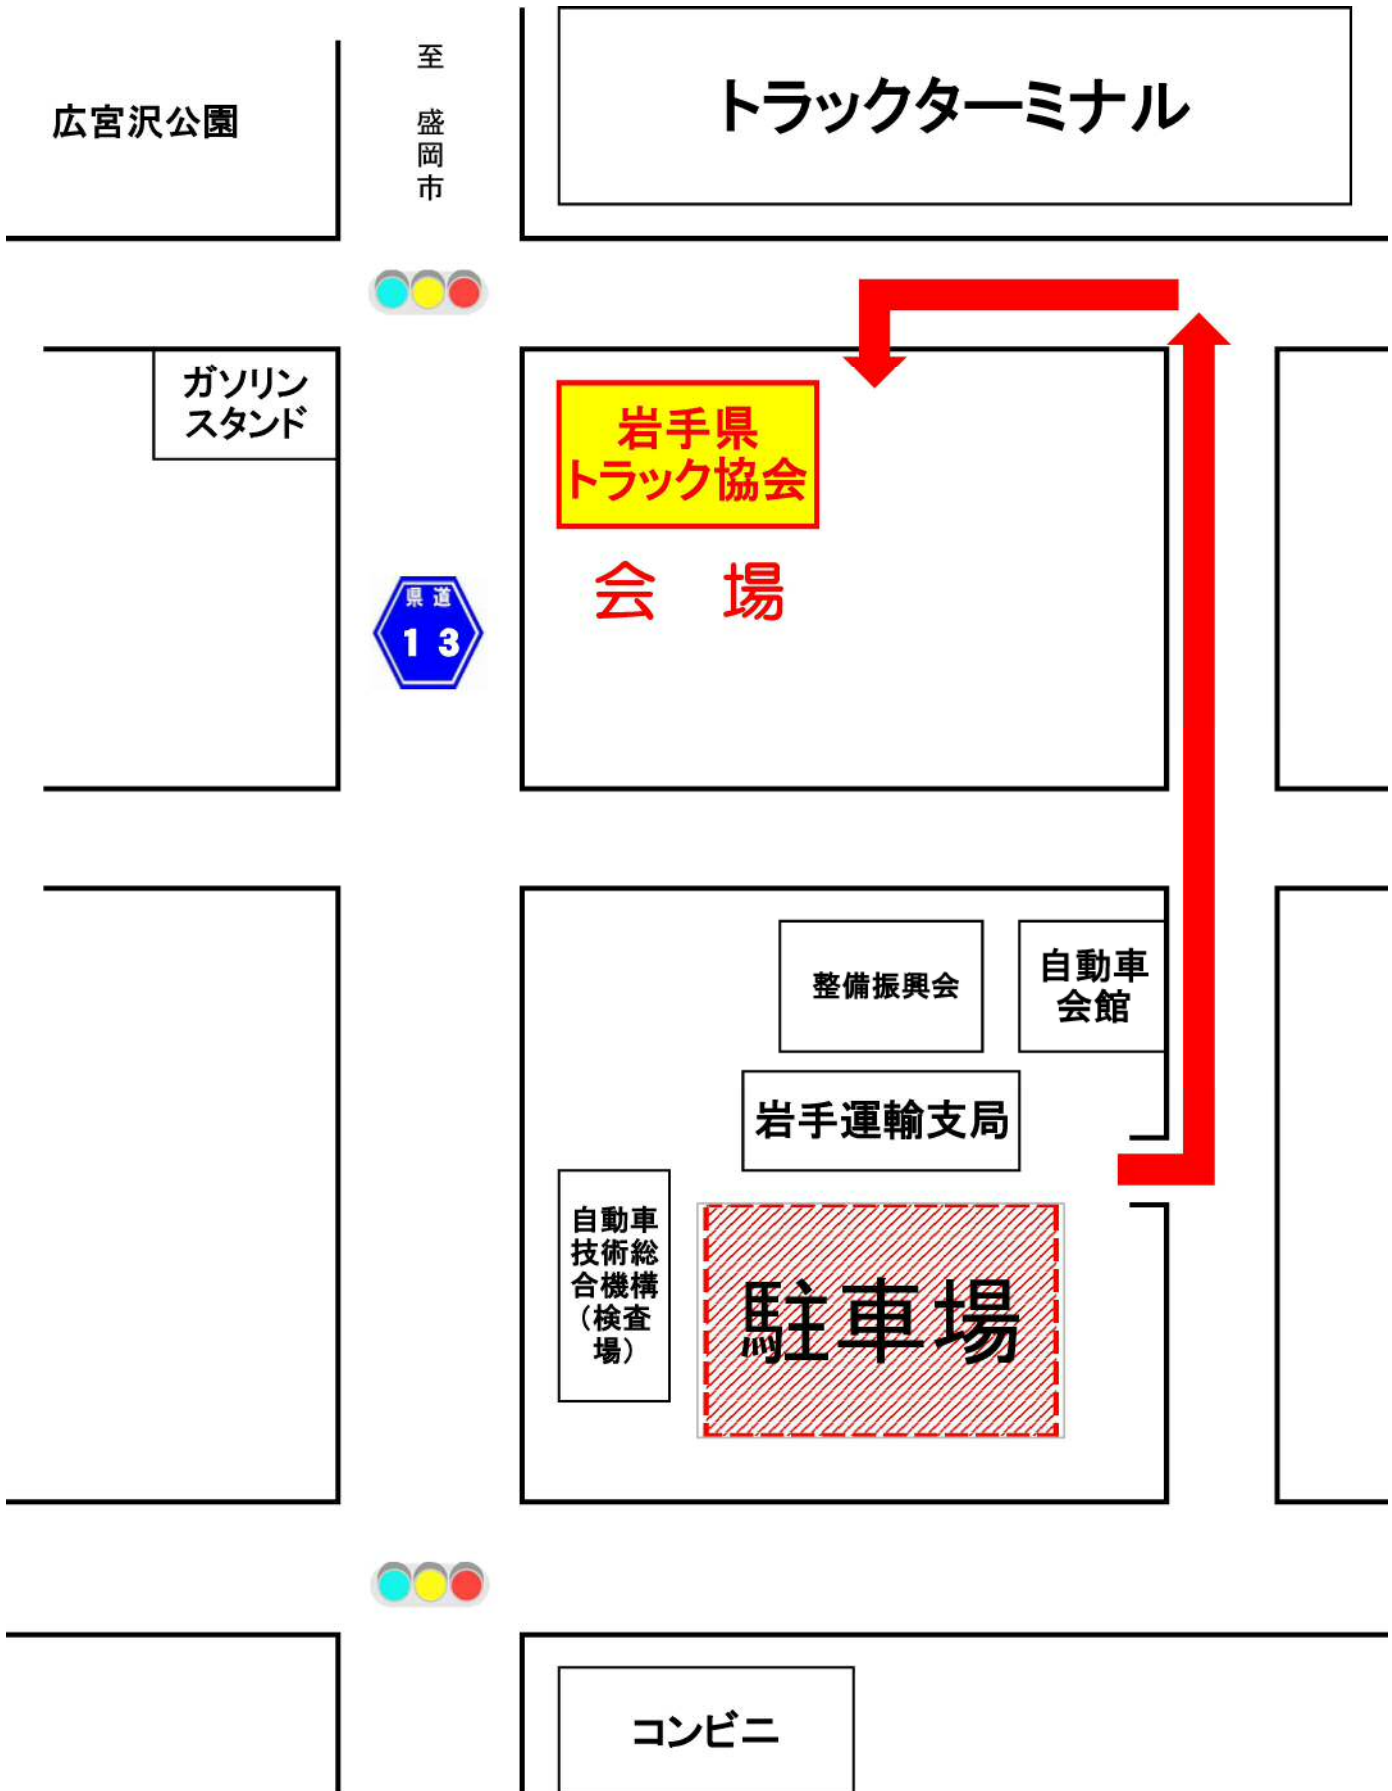 至 盛岡市
広宮沢公園
トラックターミナル
ガソリン
スタンド
岩手県
トラック協会
会 場
県道
１３
整備振興会
自動車
会館
岩手運輸支局
自動車
技術総
合機構
（検査
場）
駐車場
コンビニ